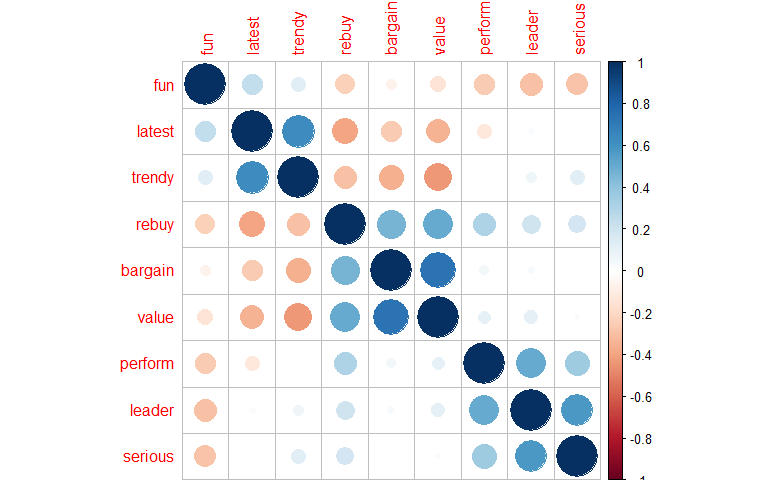 fun latest trendy rebuy bargain value perform leader serious
fun
latest
trendy
rebuy
bargain
value
perform
leader
serious
1
0.8
0.6
0.4
0.2
0
-0.2
-0.4
-0.6
-0.8
-1